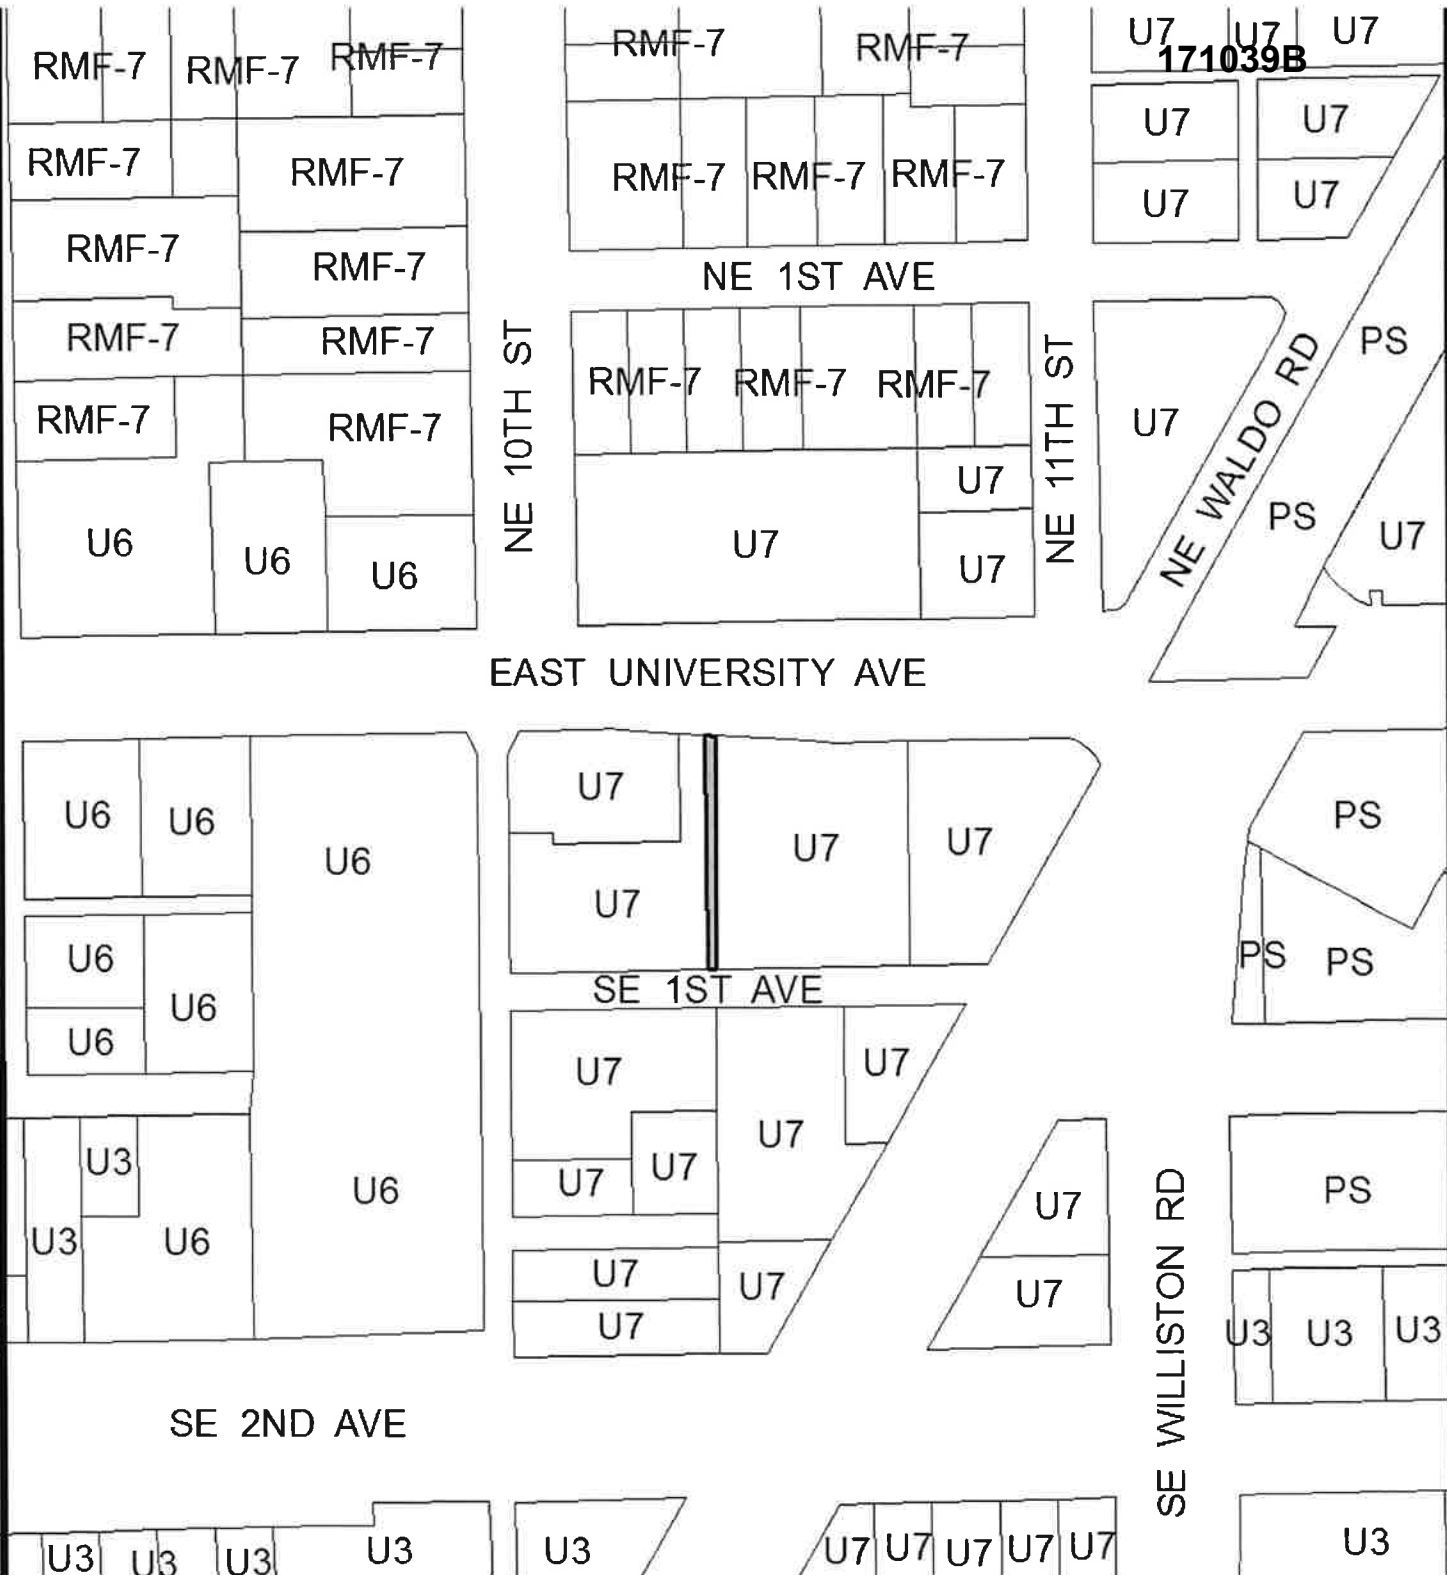 RMF-7 RMF-7 RMF-7 RMF-7 RMF-7 U7 U7 U7
171039B
U7 U7
RMF-7 RMF-7 RMF-7 RMF-7 RMF-7
U7 U7
RMF-7 RMF-7
NE 1ST AVE
RMF-7 RMF-7
RMF-7 RMF-7 RMF-7
NE 10TH ST
NE 11TH ST
NE WALDO RD
PS
RMF-7 RMF-7
U7
U7
PS
U7
U6 U6 U6
U7
U7
EAST UNIVERSITY AVE
U7
U6 U6 U6
U7 U7
PS
U7
U6
U6
U6
PS PS
SE 1ST AVE
U7 U7
U7
U3
U7 U7
U6
U3 U6
U7
PS
SE WILLISTON RD
U7 U7
U7
U7
U3 U3 U3
SE 2ND AVE
U3 U3 U3 U3 U3
U7 U7 U7 U7 U7
U3